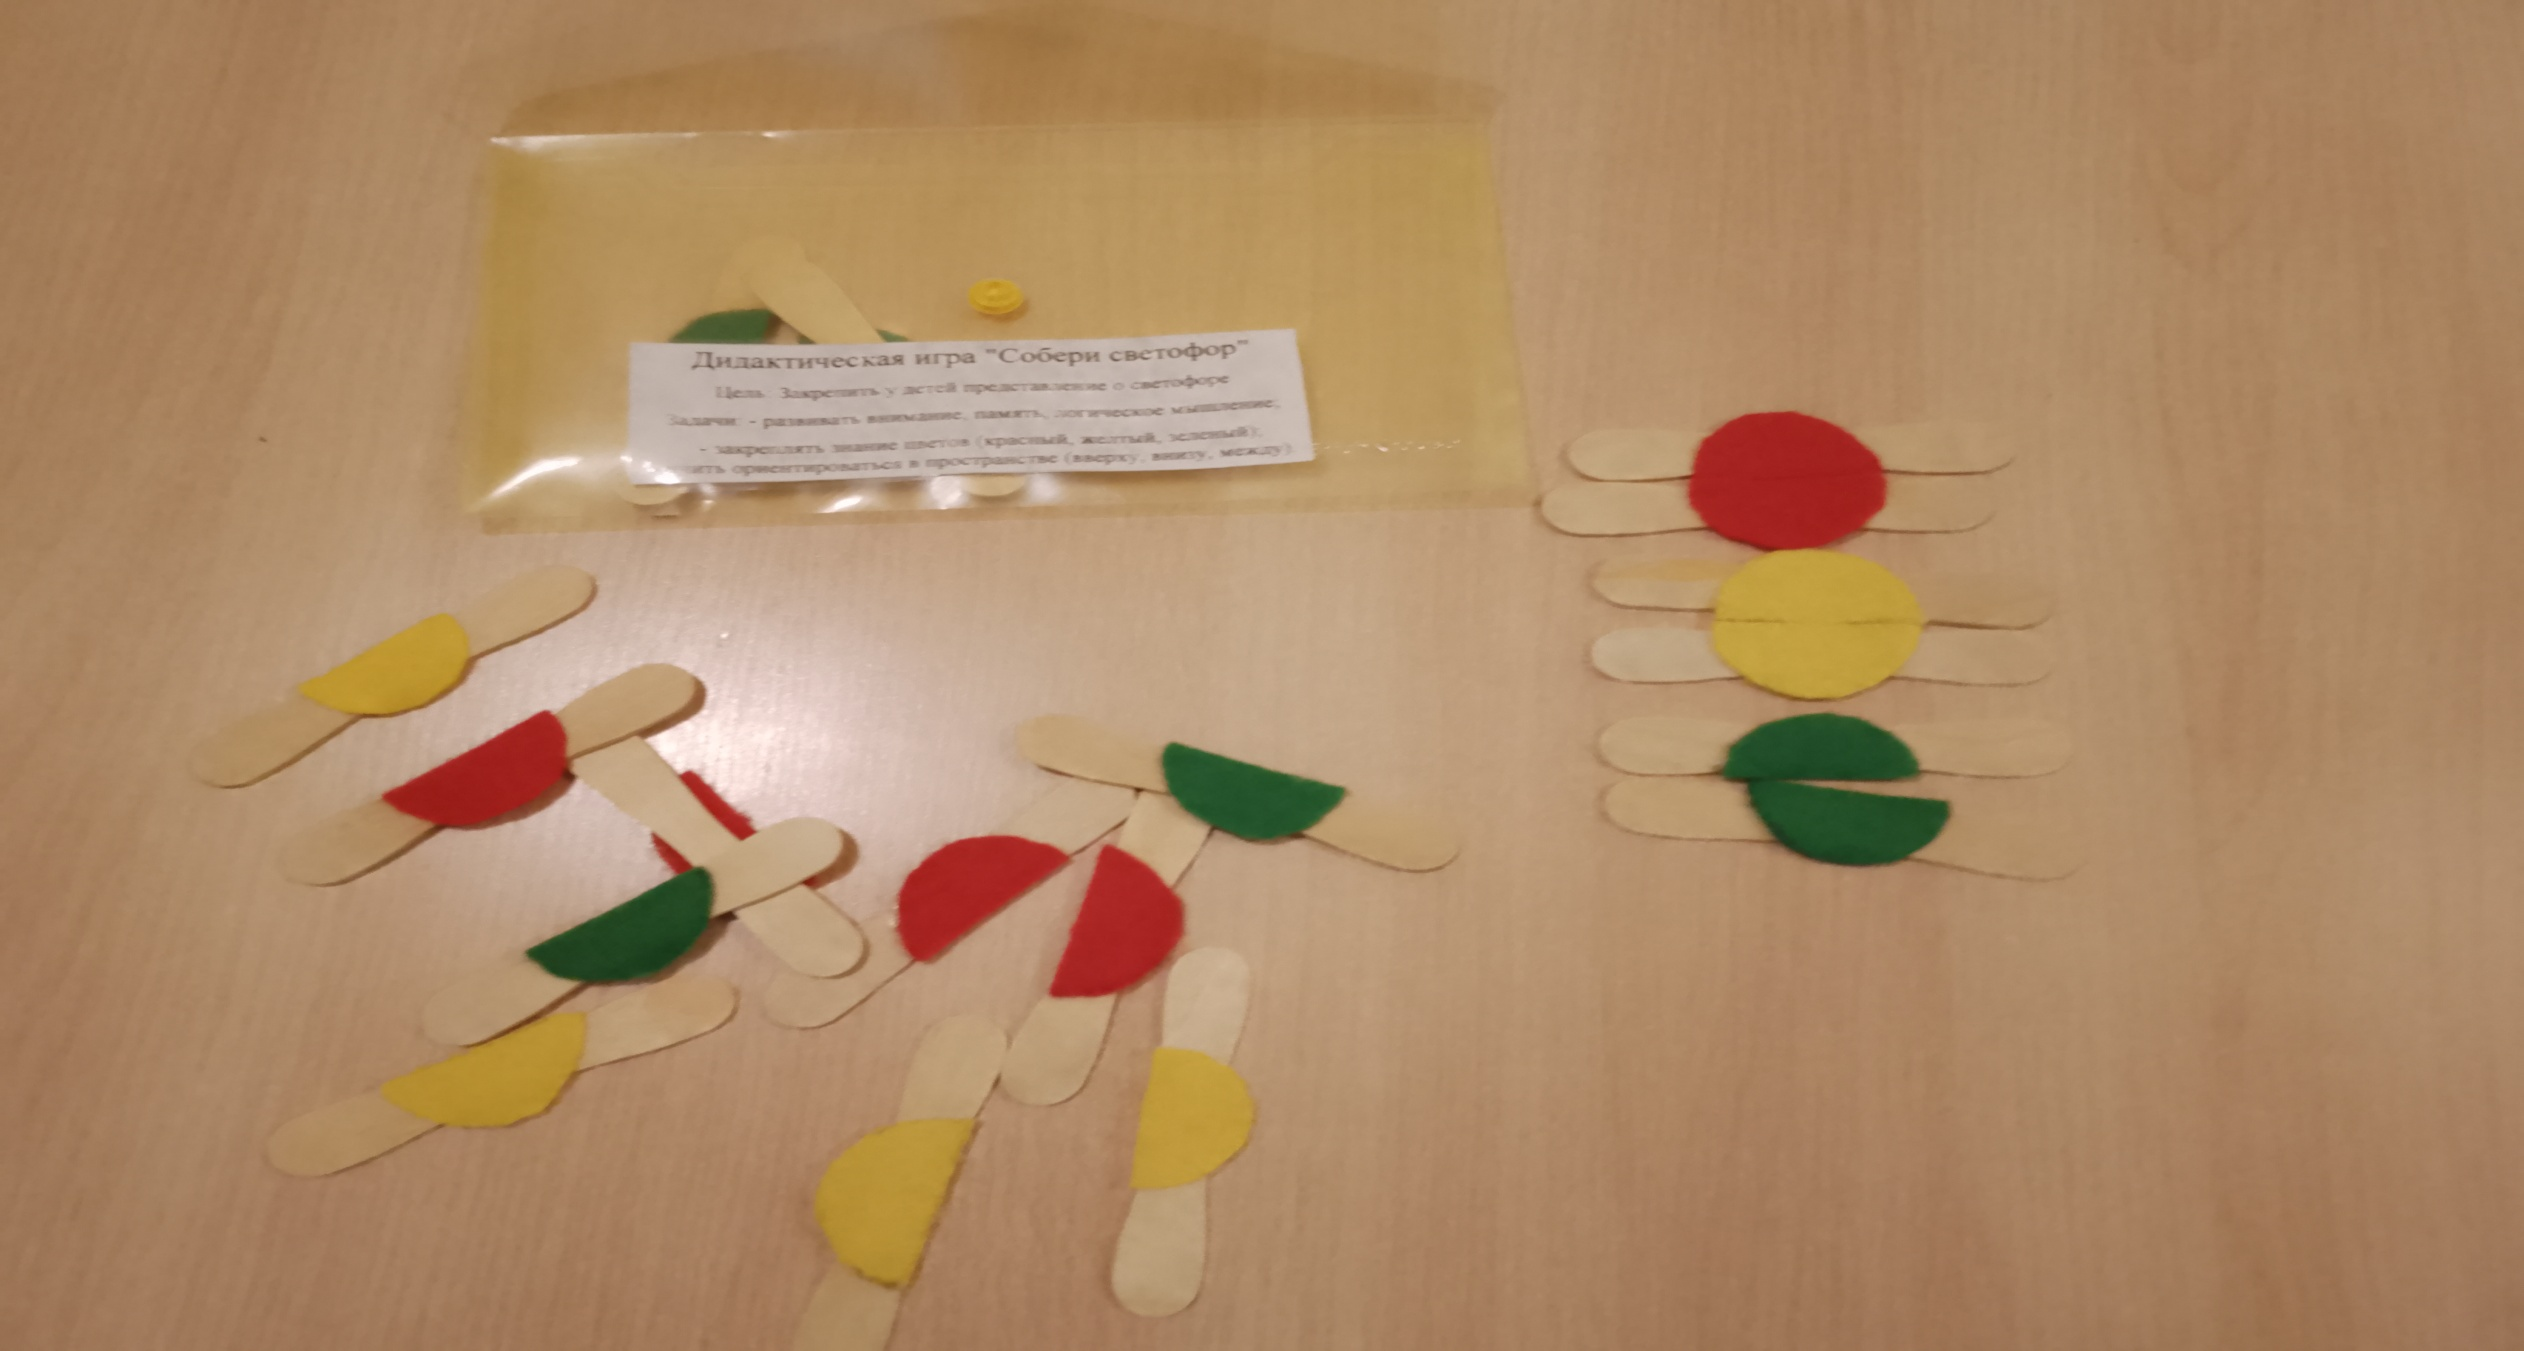 Дидактическая игра "Собери светофор"
Цель: Закрепить у детей представление о светофоре
Задачи: - развивать внимание, память, логическое мышление;
- закреплять знание цветов (красный, желтый, зеленый);
ориентироваться в пространстве (вверху, внизу, между)